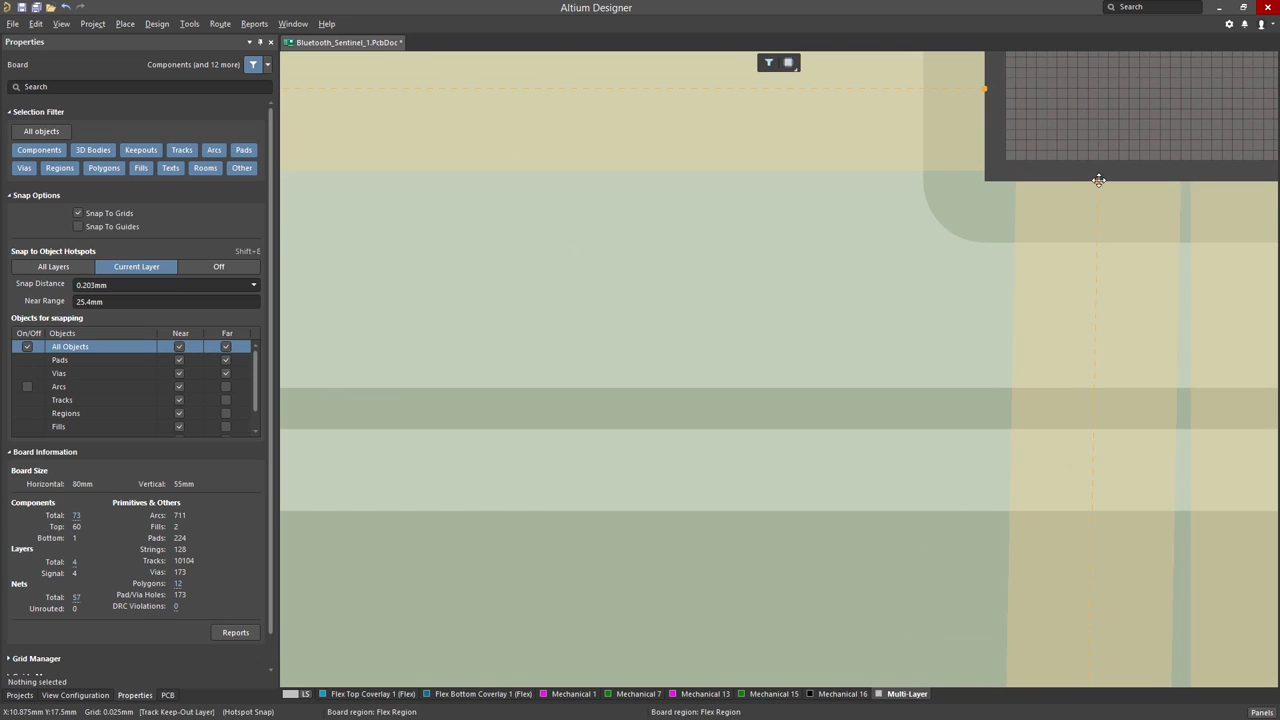 Altium Designer
Search
File Edit View Project Place Design Tools Route Reports Window Help
Properties
Bluetooth_Sentinel_1.PcbDoc *
Board Components (and 12 more)
Search
Selection Filter
All objects
Components 3D Bodies Keepouts Tracks Arcs Pads
Vias Regions Polygons Fills Texts Rooms Other
Snap Options
Snap To Grids
Snap To Guides
Snap to Object Hotspots Shift+E
All Layers Current Layer Off
Snap Distance 0.203mm
Near Range 25.4mm
Objects for snapping
On/Off Objects Near Far
All Objects
Pads
Vias
Arcs
Tracks
Regions
Fills
Board Information
Board Size
Horizontal: 80mm Vertical: 55mm
Components Primitives & Others
Total: 73 Arcs: 711
Top: 60 Fills: 2
Bottom: 1 Pads: 224
Layers Strings: 128
Total: 4 Tracks: 10104
Signal: 4 Vias: 173
Nets Polygons: 12
Total: 57 Pad/Via Holes: 173
Unrouted: 0 DRC Violations: 0
Reports
Grid Manager
Nothing selected
Projects View Configuration Properties PCB
LS Flex Top Coverlay 1 (Flex) Flex Bottom Coverlay 1 (Flex) Mechanical 1 Mechanical 7 Mechanical 13 Mechanical 15 Mechanical 16 Multi-Layer
X:10.875mm Y:17.5mm Grid: 0.025mm [Track Keep-Out Layer] (Hotspot Snap) Board region: Flex Region Board region: Flex Region Panels